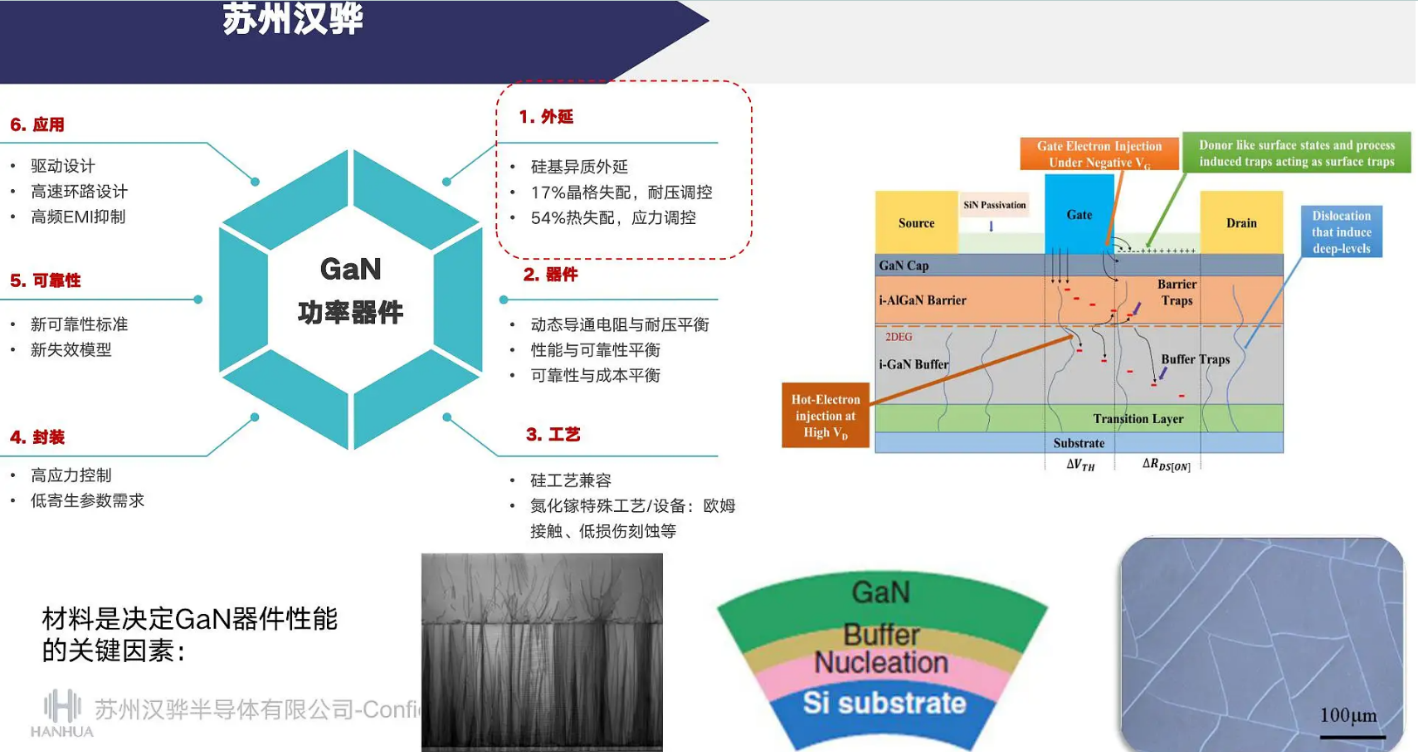 苏州汉骅
6. 应用
• 驱动设计
• 高速环路设计
• 高频EMI抑制
5. 可靠性
• 新可靠性标准
• 新失效模型
4. 封装
• 高应力控制
• 低寄生参数需求
GaN
功率器件
1. 外延
• 硅基异质外延
• 17%晶格失配，耐压调控
• 54%热失配，应力调控
2. 器件
• 动态导通电阻与耐压平衡
• 性能与可靠性平衡
• 可靠性与成本平衡
3. 工艺
• 硅工艺兼容
• 氮化镓特殊工艺/设备：欧姆
接触、低损伤刻蚀等
Gate Electron Injection
Under Negative VG
Donor like surface states and process
induced traps acting as surface traps
Source
SiN Passivation
Gate
Drain
Dislocation
that induce
deep-levels
GaN Cap
i-AlGaN Barrier
Barrier
Traps
2DEG
i-GaN Buffer
Buffer Traps
Hot-Electron
injection at
High VD
Transition Layer
Substrate
ΔVTH
ΔRDS[ON]
材料是决定GaN器件性能
的关键因素：
HANHUA
苏州汉骅半导体有限公司-Confi
GaN
Buffer
Nucleation
Si substrate
100μm